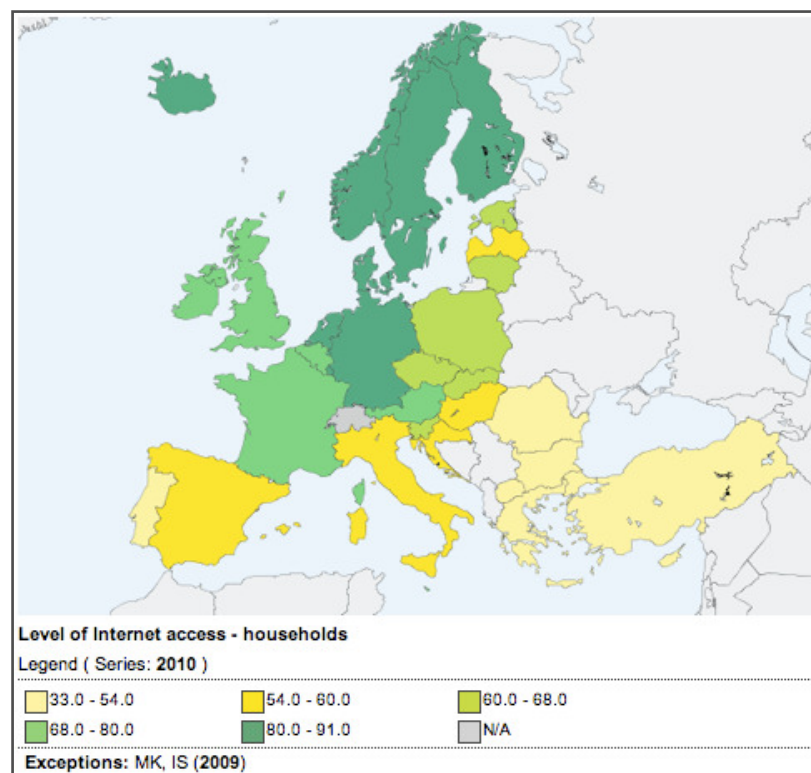 Level of Internet access - households
Legend ( Series: 2010 )
33.0 - 54.0 54.0 - 60.0 60.0 - 68.0
68.0 - 80.0 80.0 - 91.0 N/A
Exceptions: MK, IS (2009)